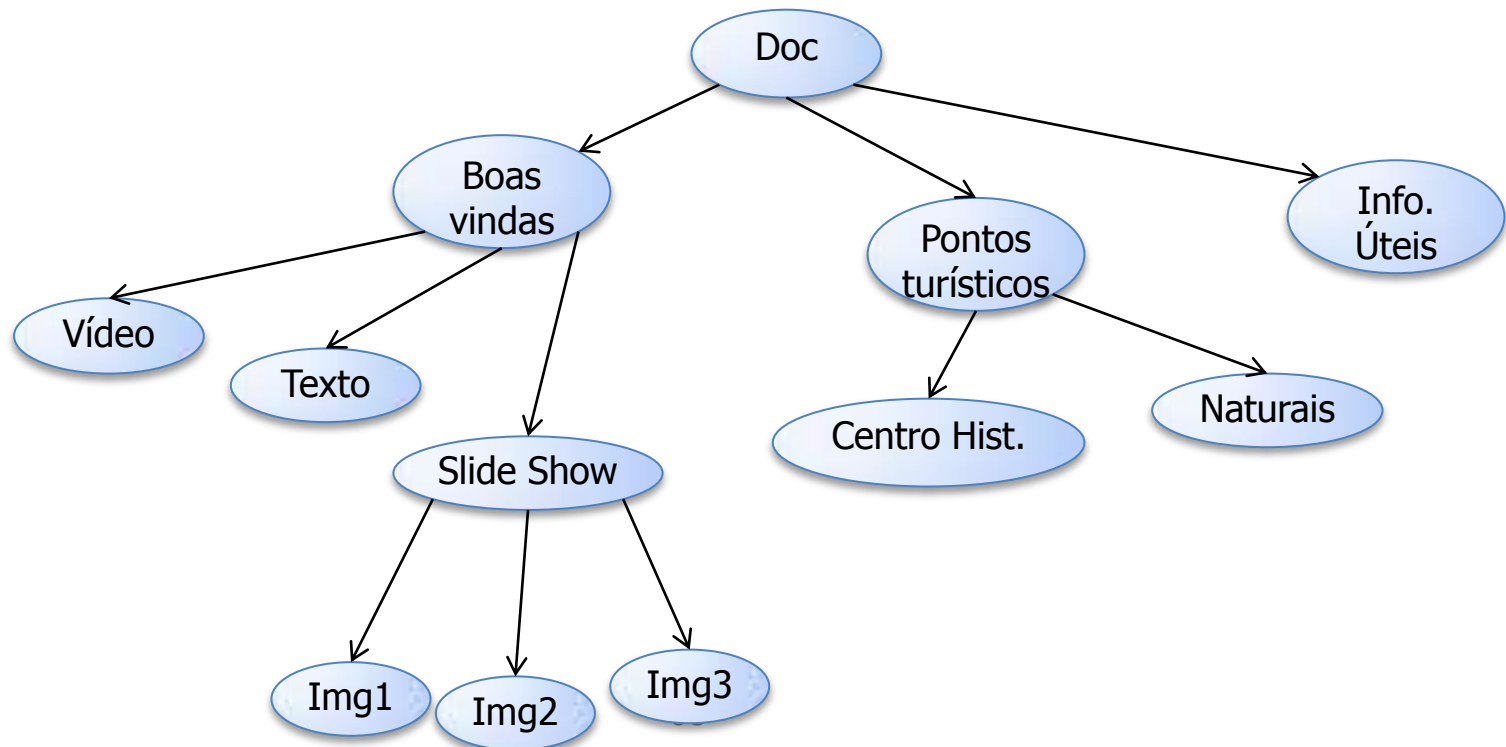 Doc
Boas
vindas
Info.
Úteis
Pontos
turísticos
Vídeo
Texto
Centro Hist.
Naturais
Slide Show
Img1
Img2
Img3